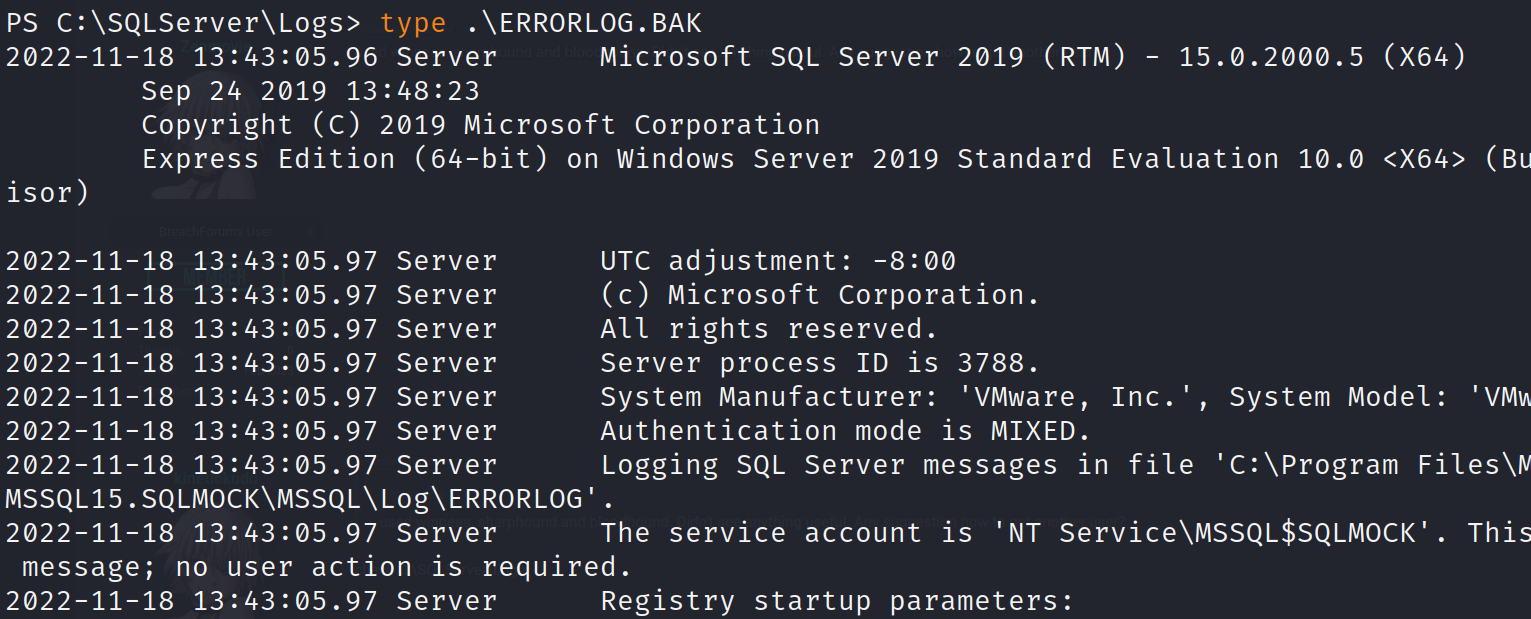 PS C:\SQLServer\Logs> type .\ERRORLOG.BAK
2022-11-18 13:43:05.96 Server      Microsoft SQL Server 2019 (RTM) - 15.0.2000.5 (X64)
        Sep 24 2019 13:48:23
        Copyright (C) 2019 Microsoft Corporation
        Express Edition (64-bit) on Windows Server 2019 Standard Evaluation 10.0 <X64> (Bu
isor)
2022-11-18 13:43:05.97 Server      UTC adjustment: -8:00
2022-11-18 13:43:05.97 Server      (c) Microsoft Corporation.
2022-11-18 13:43:05.97 Server      All rights reserved.
2022-11-18 13:43:05.97 Server      Server process ID is 3788.
2022-11-18 13:43:05.97 Server      System Manufacturer: 'VMware, Inc.', System Model: 'VMw
2022-11-18 13:43:05.97 Server      Authentication mode is MIXED.
2022-11-18 13:43:05.97 Server      Logging SQL Server messages in file 'C:\Program Files\M
MSSQL15.SQLMOCK\MSSQL\Log\ERRORLOG'.
2022-11-18 13:43:05.97 Server      The service account is 'NT Service\MSSQL$SQLMOCK'. This
 message; no user action is required.
2022-11-18 13:43:05.97 Server      Registry startup parameters: